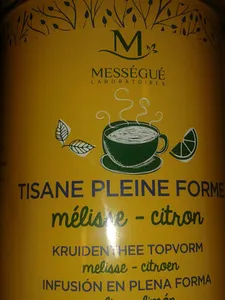 M
MESSÉGUÉ
LABORATOIRES
TISANE PLEINE FORME
mélisse - citron
KRUIDENTHEE TOPVORM
melisse - citroen
INFUSIÓN EN PLENA FORMA